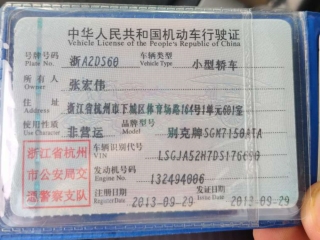 中华人民共和国机动车行驶证
Vehicle License of the People's Republic of China
号牌号码 Plate No. 浙A2DS60 车辆类型 Vehicle Type 小型轿车
所有人 Owner 张宏伟
住址 Address 浙江省杭州市下城区体育场路164号1单元601室
使用性质 Use Character 非营运 品牌型号 别克牌SGM7150ATA
浙江省杭州市公安局交通警察支队
车辆识别代号 VIN LSGJA52H7DS176690
发动机号码 Engine No. 132494006
注册日期 Register Date 2013-09-29 发证日期 Issue Date 2013-09-29